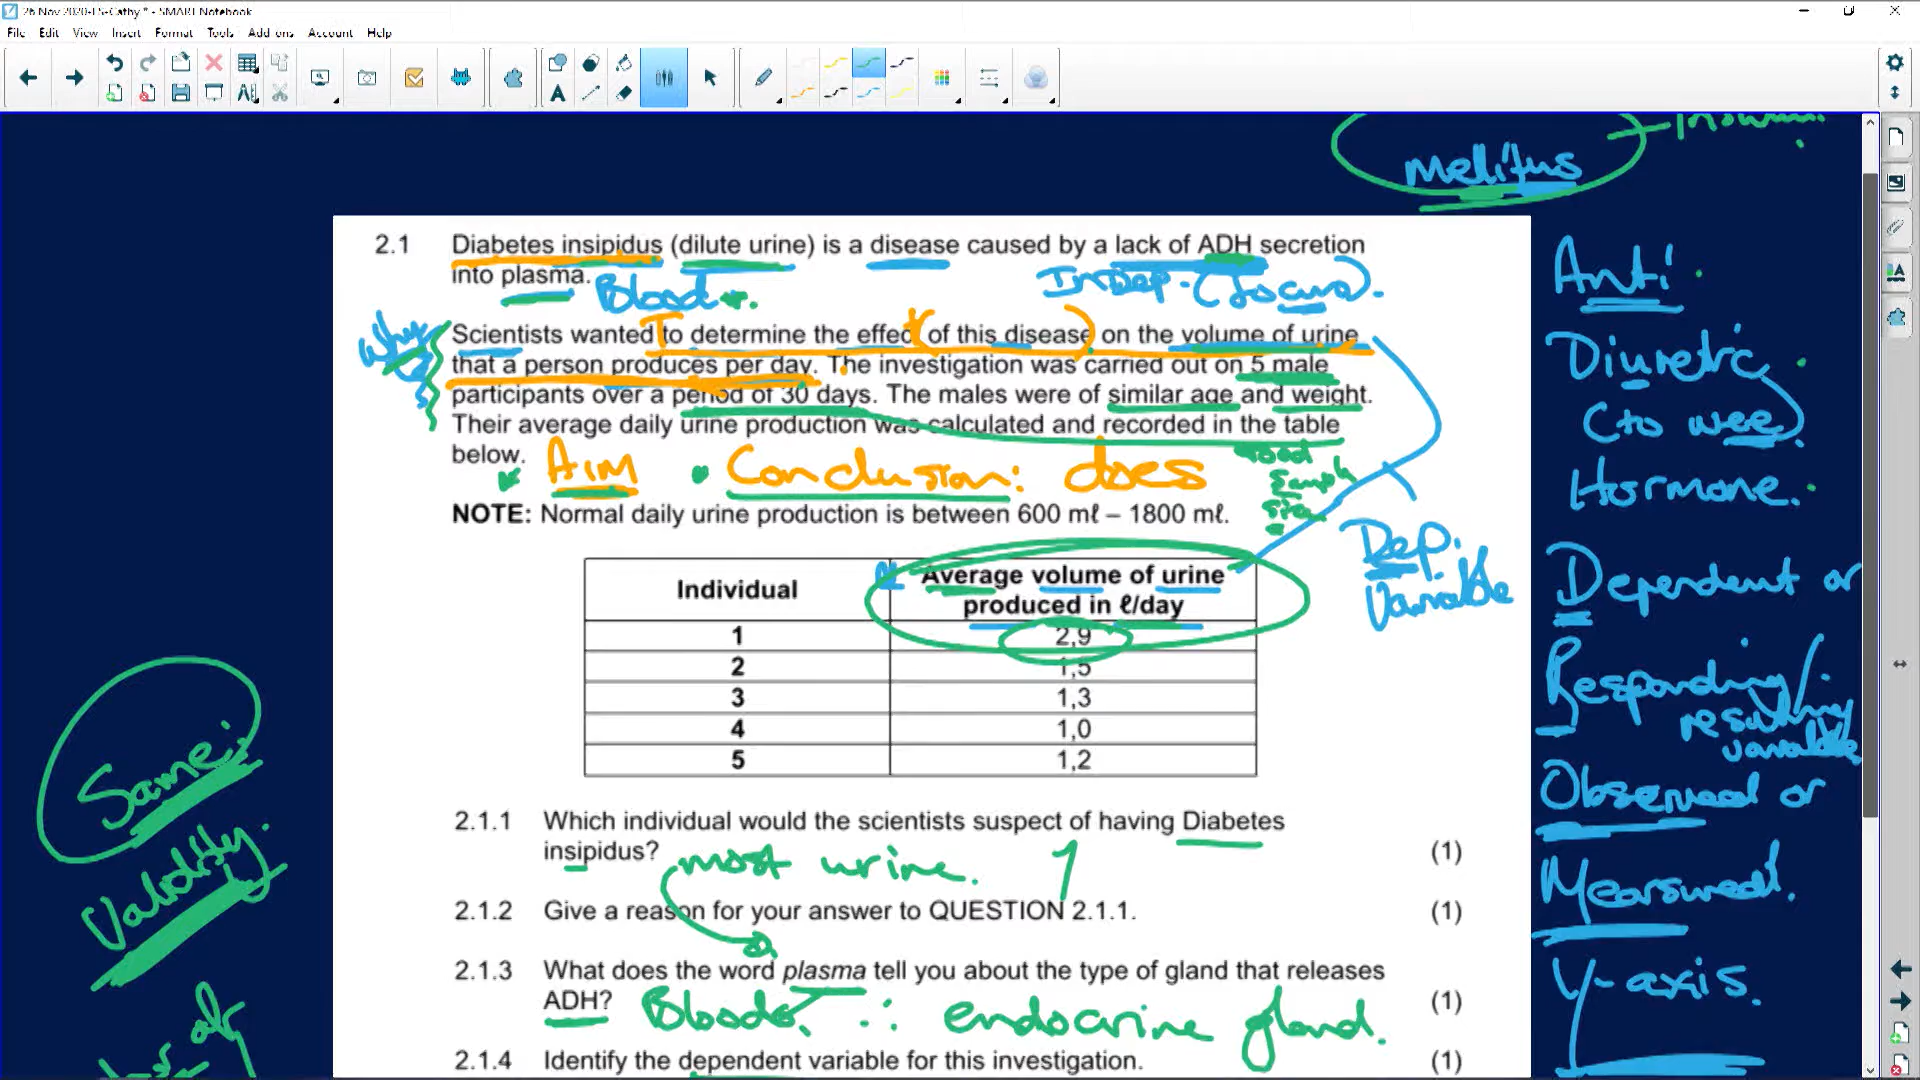 26 Nov 2020+LS+Cathy * - SMART Notebook
File Edit View Insert Format Tools Add-ons Account Help
Melitus
2.1 Diabetes insipidus (dilute urine) is a disease caused by a lack of ADH secretion
into plasma. Blood InDep. (focus).
Why Scientists wanted to determine the effect of this disease on the volume of urine
that a person produces per day. The investigation was carried out on 5 male
participants over a period of 30 days. The males were of similar age and weight.
Their average daily urine production was calculated and recorded in the table
below. Aim Conclusion: does
NOTE: Normal daily urine production is between 600 mℓ – 1800 mℓ.
Dep.
Variable
Individual Average volume of urine
produced in ℓ/day
1 2,9
2 1,5
3 1,3
4 1,0
5 1,2
2.1.1 Which individual would the scientists suspect of having Diabetes
insipidus? most urine. 1 (1)
2.1.2 Give a reason for your answer to QUESTION 2.1.1. (1)
2.1.3 What does the word plasma tell you about the type of gland that releases
ADH? Blood ∴ endocrine gland. (1)
2.1.4 Identify the dependent variable for this investigation. (1)
Same.
Validity.
Anti
Diuretic
(to wee)
Hormone.
Dependent or
Responding/
resulting
variable
Observed or
Mearsured.
Y-axis.